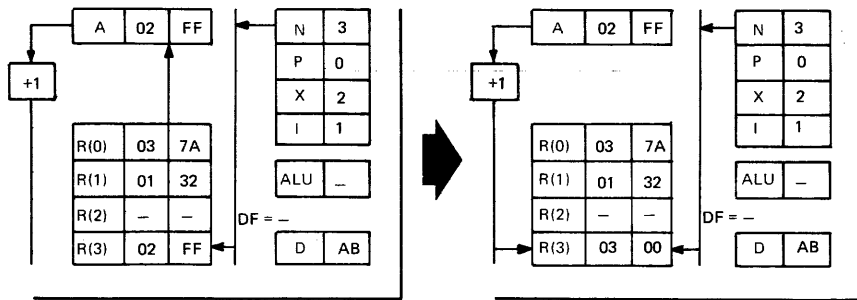 A 02 FF
N 3
P 0
+1
X 2
I 1
R(0) 03 7A
R(1) 01 32
ALU –
R(2) – –
DF = –
R(3) 02 FF
D AB
A 02 FF
N 3
P 0
+1
X 2
I 1
R(0) 03 7A
R(1) 01 32
ALU –
R(2) – –
DF = –
R(3) 03 00
D AB